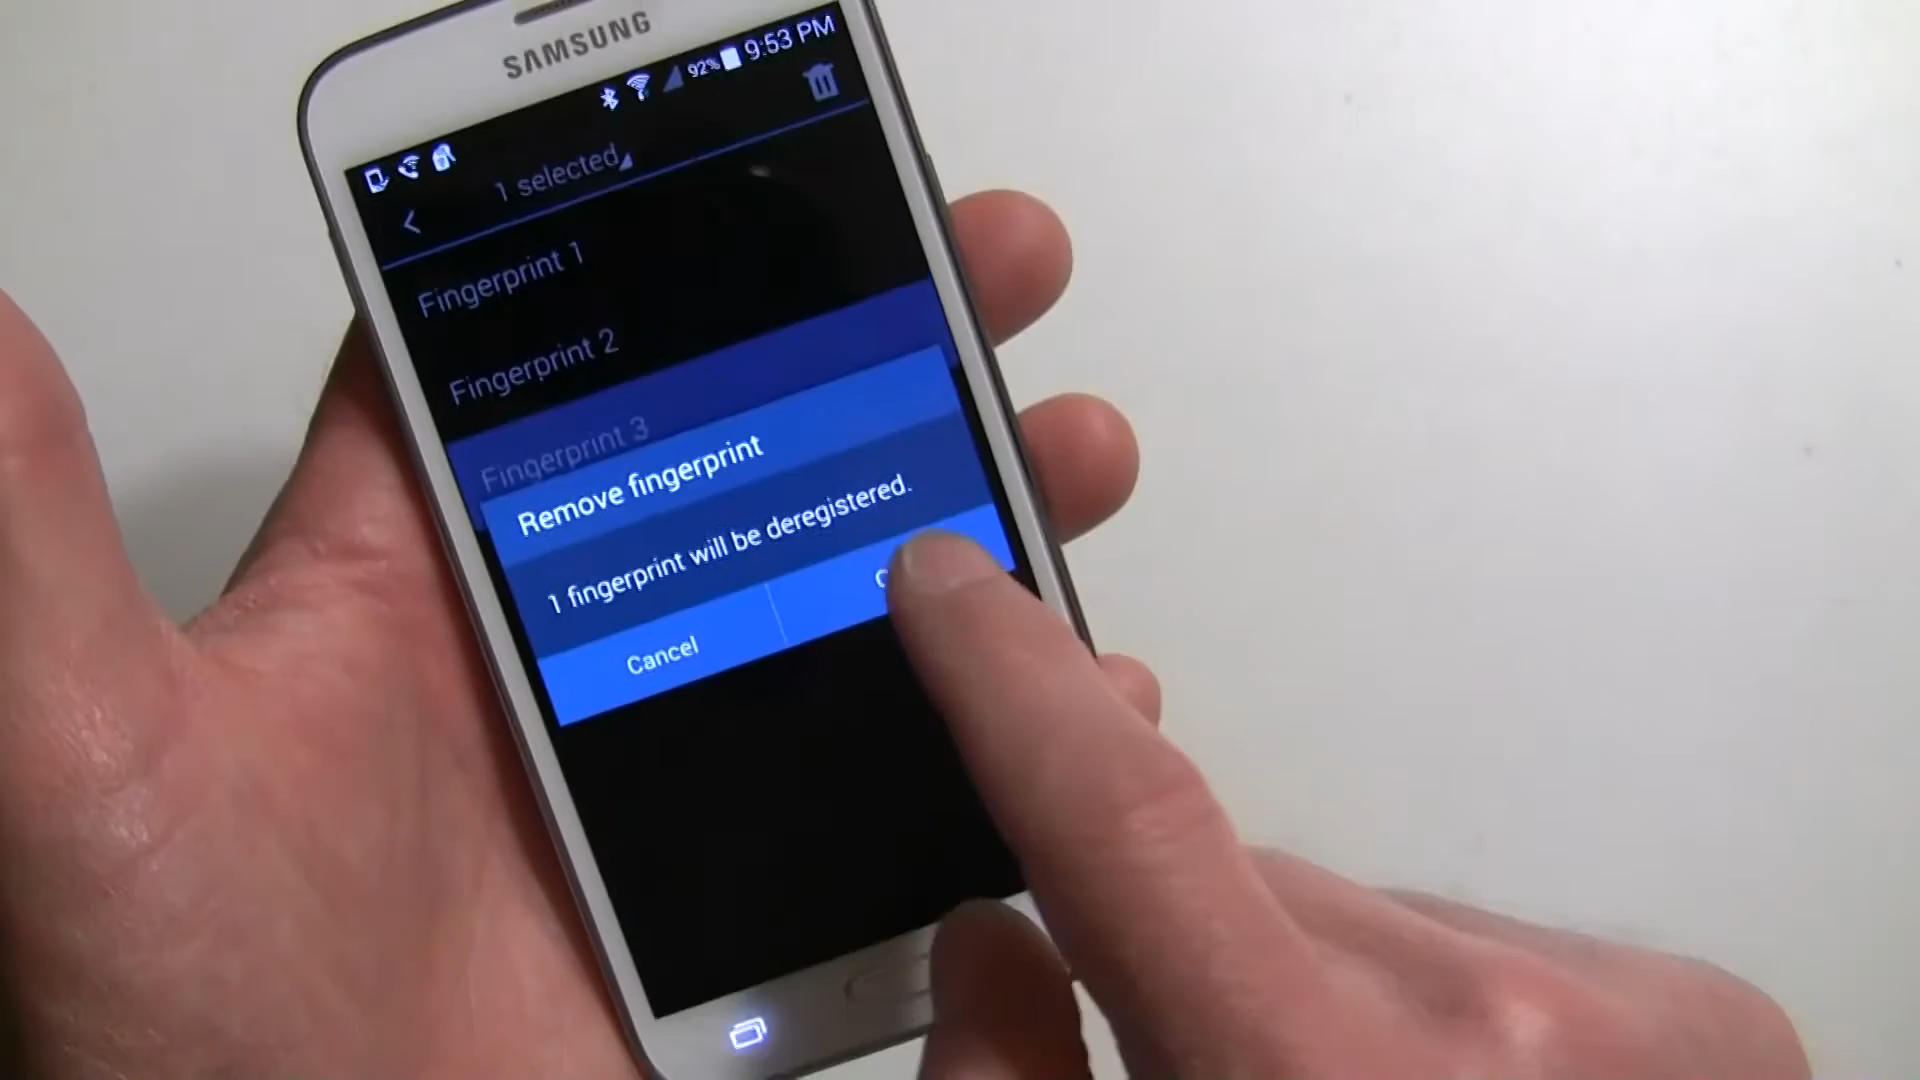 SAMSUNG
92% 9:53 PM
1 selected
Fingerprint 1
Fingerprint 2
Fingerprint 3
Remove fingerprint
1 fingerprint will be deregistered.
Cancel